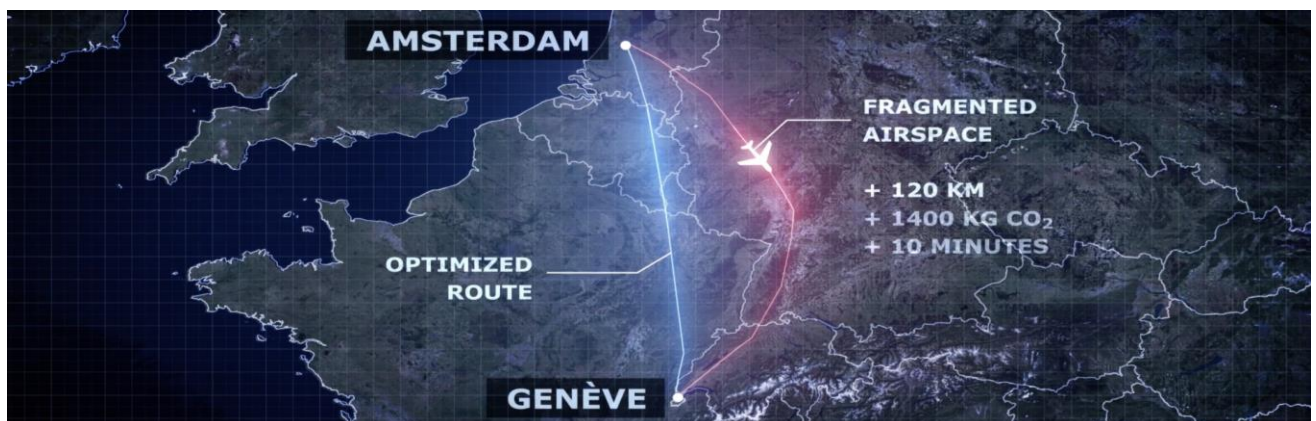 AMSTERDAM
FRAGMENTED
AIRSPACE
+ 120 KM
+ 1400 KG CO₂
+ 10 MINUTES
OPTIMIZED
ROUTE
GENÈVE